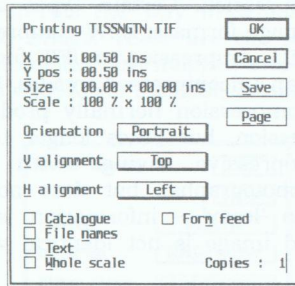 Printing TISSNGTN.TIF OK
X pos : 00.50 ins Cancel
Y pos : 00.50 ins
Size : 00.00 x 00.00 ins Save
Scale : 100 % x 100 %
Page
Orientation Portrait
V alignment Top
H alignment Left
Catalogue Form feed
File names
Text
Whole scale Copies : 1